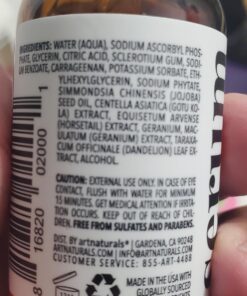 INGREDIENTS: WATER (AQUA), SODIUM ASCORBYL PHOS-
PHATE, GLYCERIN, CITRIC ACID, SCLEROTIUM GUM, SODI-
UM BENZOATE, CARRAGEENAN, POTASSIUM SORBATE, ETH-
YLHEXYLGLYCERIN, SODIUM PHYTATE,
SIMMONDSIA CHINENSIS (JOJOBA)
SEED OIL, CENTELLA ASIATICA (GOTU KO-
LA) EXTRACT, EQUISETUM ARVENSE
(HORSETAIL) EXTRACT, GERANIUM, MAC-
ULATUM (GERANIUM) EXTRACT, TARAXA-
CUM OFFICINALE (DANDELION) LEAF EX-
TRACT, ALCOHOL.
CAUTION: EXTERNAL USE ONLY. IN CASE OF EYE
CONTACT, FLUSH WITH WATER FOR MINIMUM
15 MINUTES. GET MEDICAL ATTENTION IF IRRITA-
TION OCCURS. KEEP OUT OF REACH OF CHIL-
DREN. FREE FROM SULFATES AND PARABENS.
DIST. BY artnaturals® | GARDENA, CA 90248
ARTNATURALS.COM | INFO@ARTNATURALS.COM
CUSTOMER SERVICE: 855-ART-4488
MADE IN THE USA WITH
GLOBALLY SOURCED
8 16820 02000 1
serum